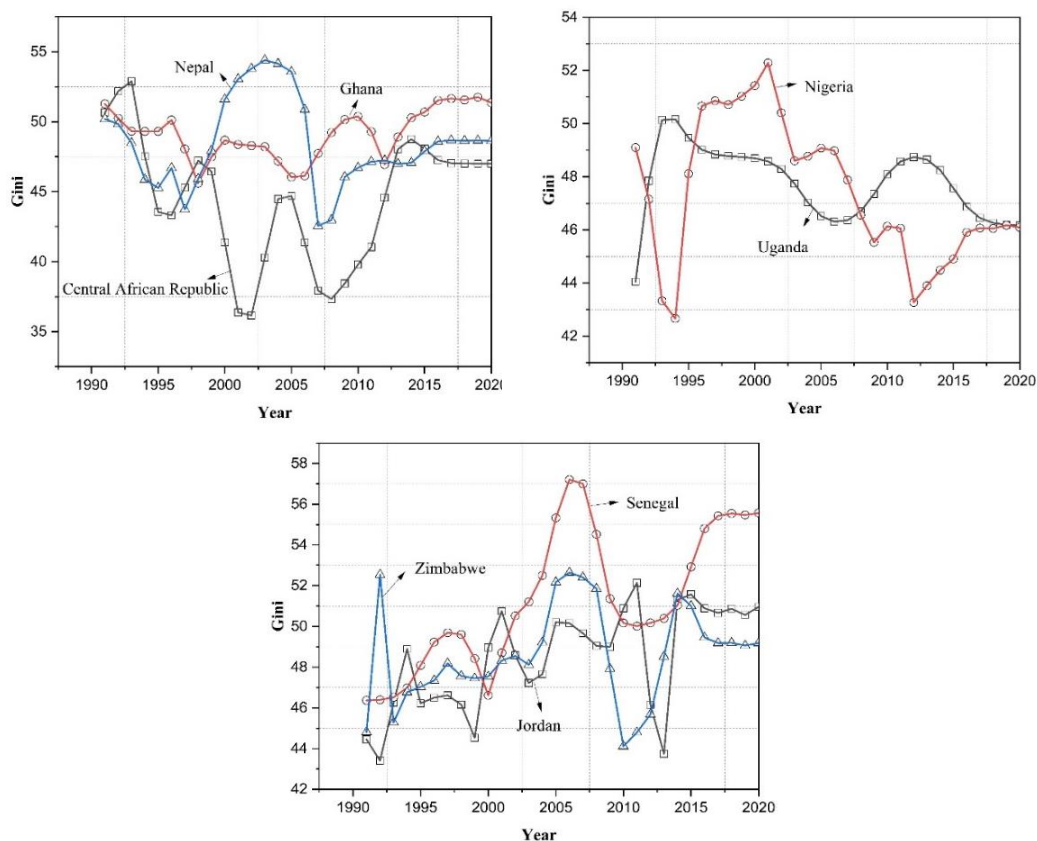 55
50
45
40
35
Gini
Nepal
Ghana
Central African Republic
1990 1995 2000 2005 2010 2015 2020
Year
54
52
50
48
46
44
42
Gini
Nigeria
Uganda
1990 1995 2000 2005 2010 2015 2020
Year
58
56
54
52
50
48
46
44
42
Gini
Senegal
Zimbabwe
Jordan
1990 1995 2000 2005 2010 2015 2020
Year